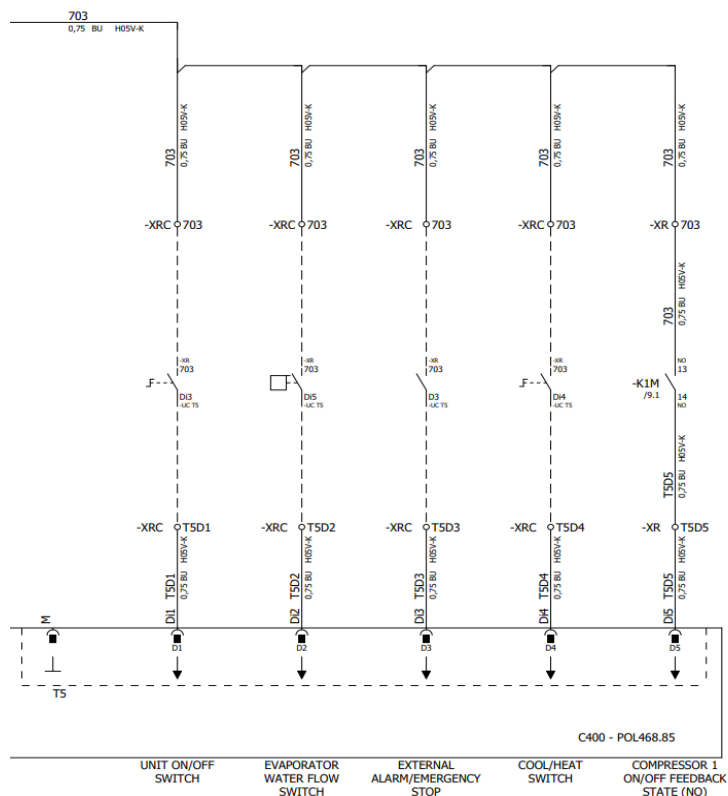 703
0,75 BU H05V-K
703
0,75 BU H05V-K
703
0,75 BU H05V-K
703
0,75 BU H05V-K
703
0,75 BU H05V-K
703
0,75 BU H05V-K
-XRC 703
-XRC 703
-XRC 703
-XRC 703
-XR 703
703
0,75 BU H05V-K
-XR
703
Di3
-UC T5
-XR
703
Di5
-UC T5
-XR
703
D3
-UC T5
-XR
703
Di4
-UC T5
NO
13
-K1M
/9.1
14
NO
T5D5
0,75 BU H05V-K
-XRC T5D1
-XRC T5D2
-XRC T5D3
-XRC T5D4
-XR T5D5
M
Di1 T5D1
0,75 BU H05V-K
Di2 T5D2
0,75 BU H05V-K
Di3 T5D3
0,75 BU H05V-K
Di4 T5D4
0,75 BU H05V-K
Di5 T5D5
0,75 BU H05V-K
D1
D2
D3
D4
D5
T5
C400 - POL468.85
UNIT ON/OFF
SWITCH
EVAPORATOR
WATER FLOW
SWITCH
EXTERNAL
ALARM/EMERGENCY
STOP
COOL/HEAT
SWITCH
COMPRESSOR 1
ON/OFF FEEDBACK
STATE (NO)